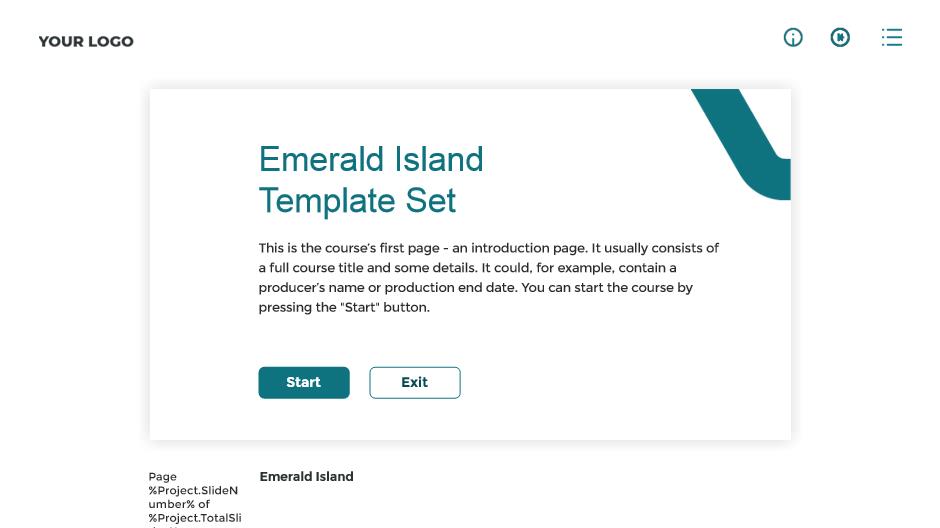 YOUR LOGO
Emerald Island
Template Set
This is the course's first page - an introduction page. It usually consists of
a full course title and some details. It could, for example, contain a
producer's name or production end date. You can start the course by
pressing the "Start" button.
Start
Exit
Page
%Project.SlideN
umber% of
%Project.TotalSli
Emerald Island